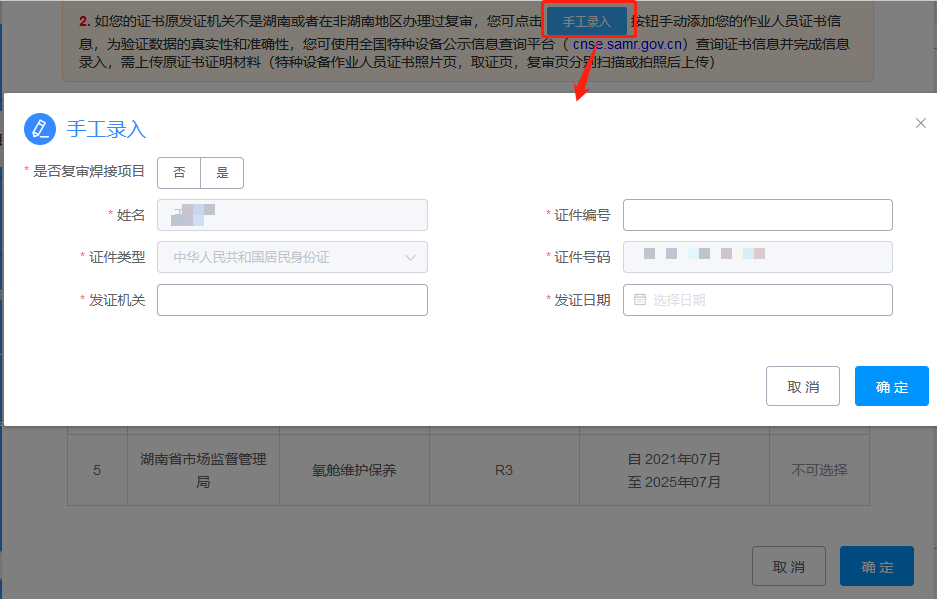 2. 如您的证书原发证机关不是湖南或者在非湖南地区办理过复审，您可点击 手工录入 按钮手动添加您的作业人员证书信
息，为验证数据的真实性和准确性，您可使用全国特种设备公示信息查询平台（ cnse.samr.gov.cn）查询证书信息并完成信息
录入，需上传原证书证明材料（特种设备作业人员证书照片页，取证页，复审页分别扫描或拍照后上传）
手工录入
* 是否复审焊接项目 否 是
* 姓名 * 证件编号
* 证件类型 中华人民共和国居民身份证 * 证件号码
* 发证机关 * 发证日期 选择日期
取 消 确 定
5 湖南省市场监督管理局 氧舱维护保养 R3 自 2021年07月 至 2025年07月 不可选择
取 消 确 定